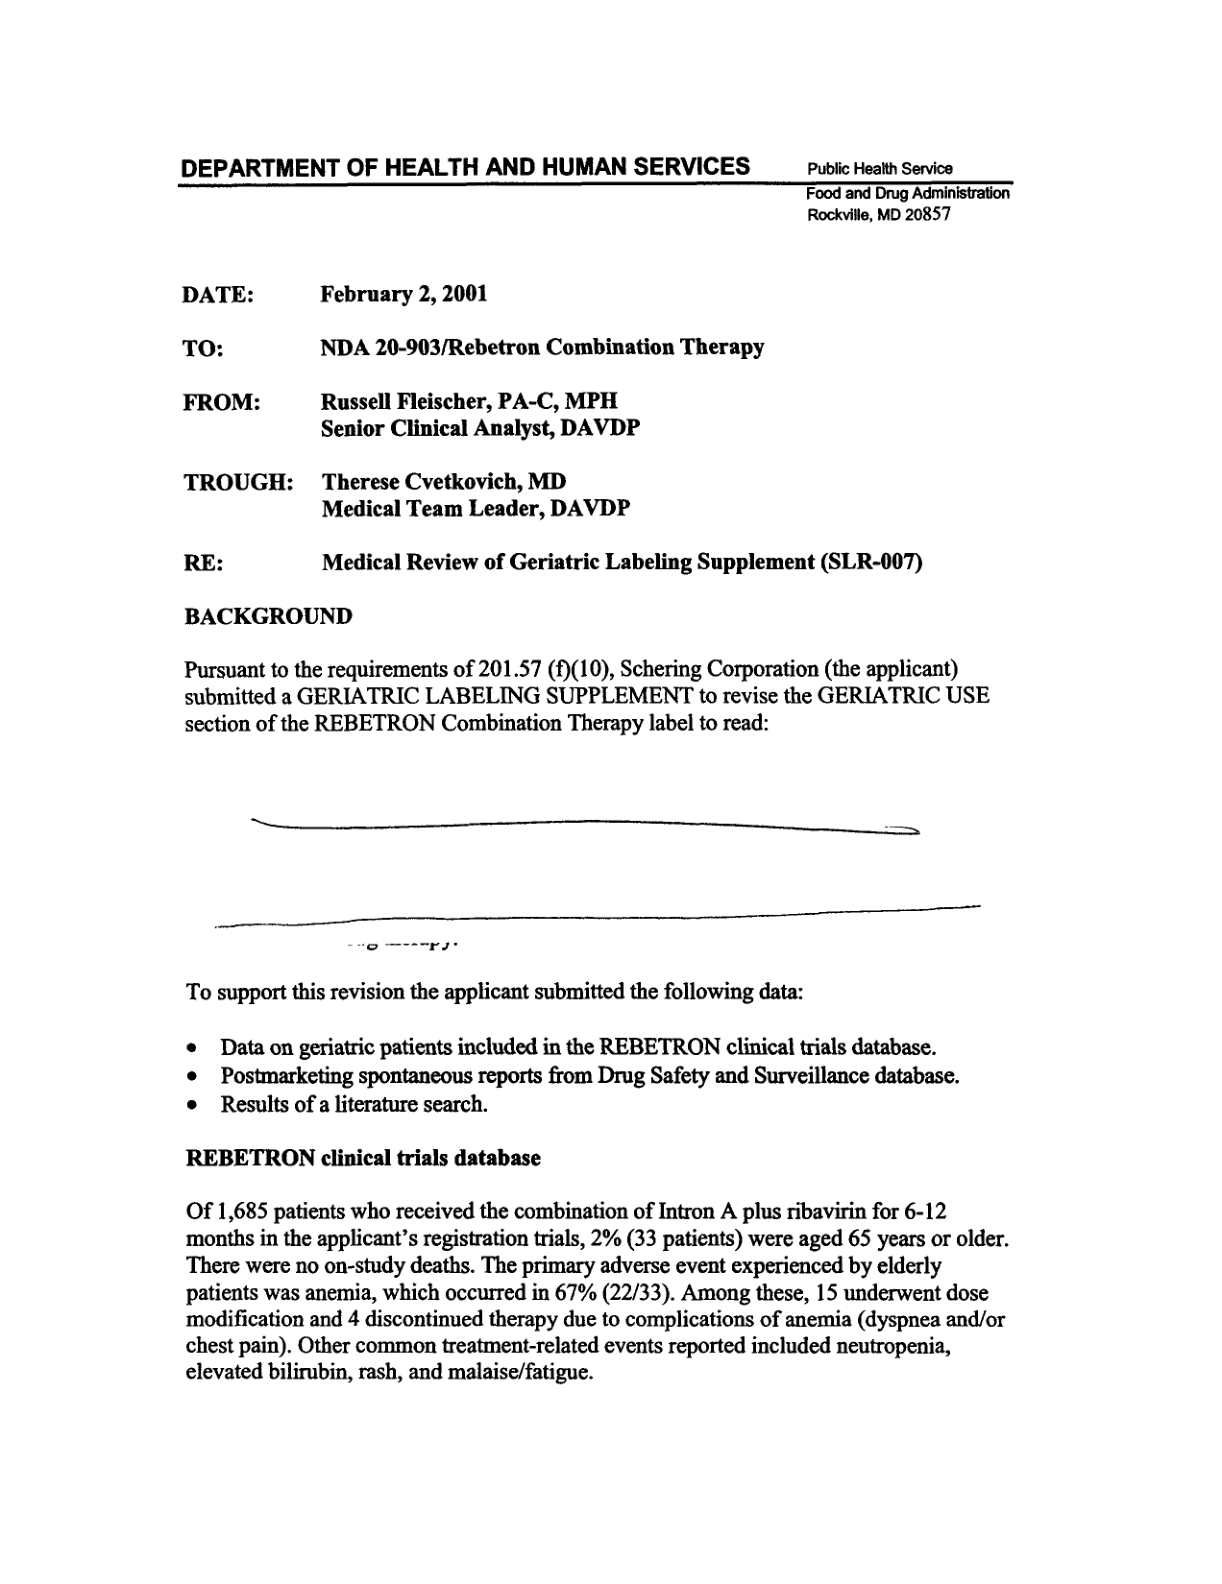 DEPARTMENT OF HEALTH AND HUMAN SERVICES Public Health Service
Food and Drug Administration
Rockville, MD 20857
DATE: February 2, 2001
TO: NDA 20-903/Rebetron Combination Therapy
FROM: Russell Fleischer, PA-C, MPH
Senior Clinical Analyst, DAVDP
TROUGH: Therese Cvetkovich, MD
Medical Team Leader, DAVDP
RE: Medical Review of Geriatric Labeling Supplement (SLR-007)
BACKGROUND
Pursuant to the requirements of 201.57 (f)(10), Schering Corporation (the applicant)
submitted a GERIATRIC LABELING SUPPLEMENT to revise the GERIATRIC USE
section of the REBETRON Combination Therapy label to read:
To support this revision the applicant submitted the following data:
• Data on geriatric patients included in the REBETRON clinical trials database.
• Postmarketing spontaneous reports from Drug Safety and Surveillance database.
• Results of a literature search.
REBETRON clinical trials database
Of 1,685 patients who received the combination of Intron A plus ribavirin for 6-12
months in the applicant's registration trials, 2% (33 patients) were aged 65 years or older.
There were no on-study deaths. The primary adverse event experienced by elderly
patients was anemia, which occurred in 67% (22/33). Among these, 15 underwent dose
modification and 4 discontinued therapy due to complications of anemia (dyspnea and/or
chest pain). Other common treatment-related events reported included neutropenia,
elevated bilirubin, rash, and malaise/fatigue.